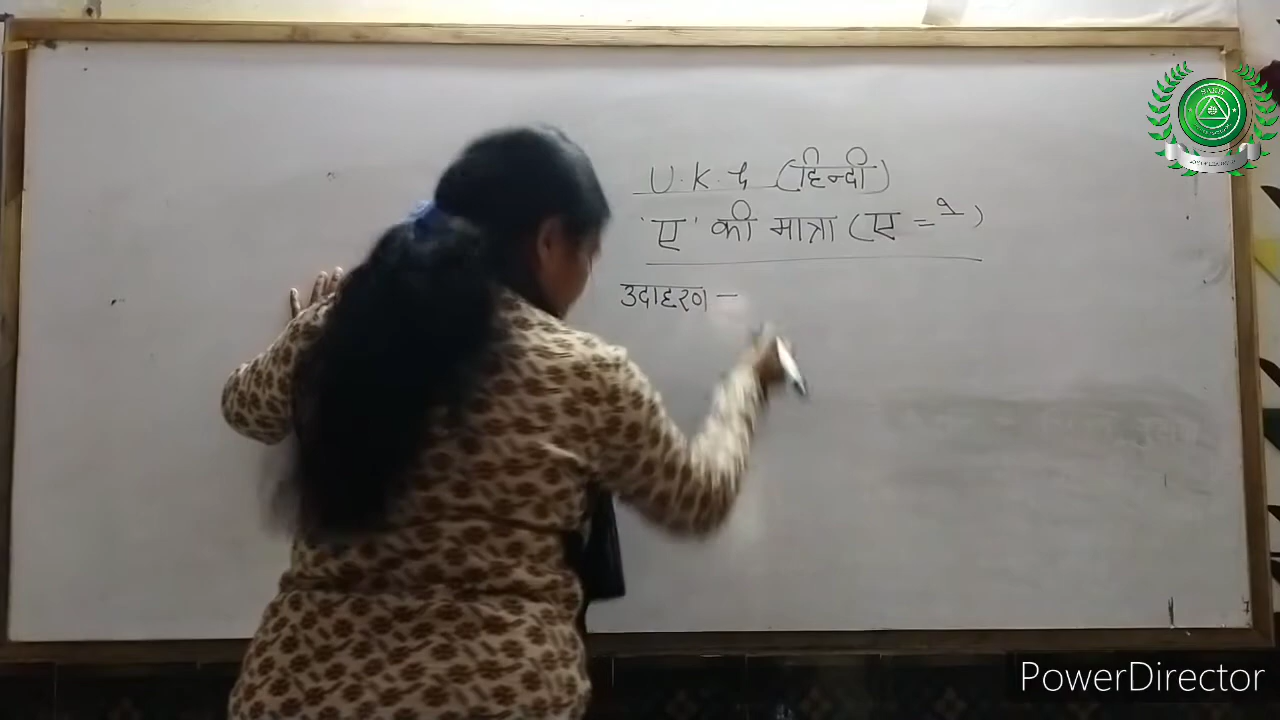 U.K.G (हिन्दी)
'ए' की मात्रा (ए = े)
उदाहरण –
PowerDirector